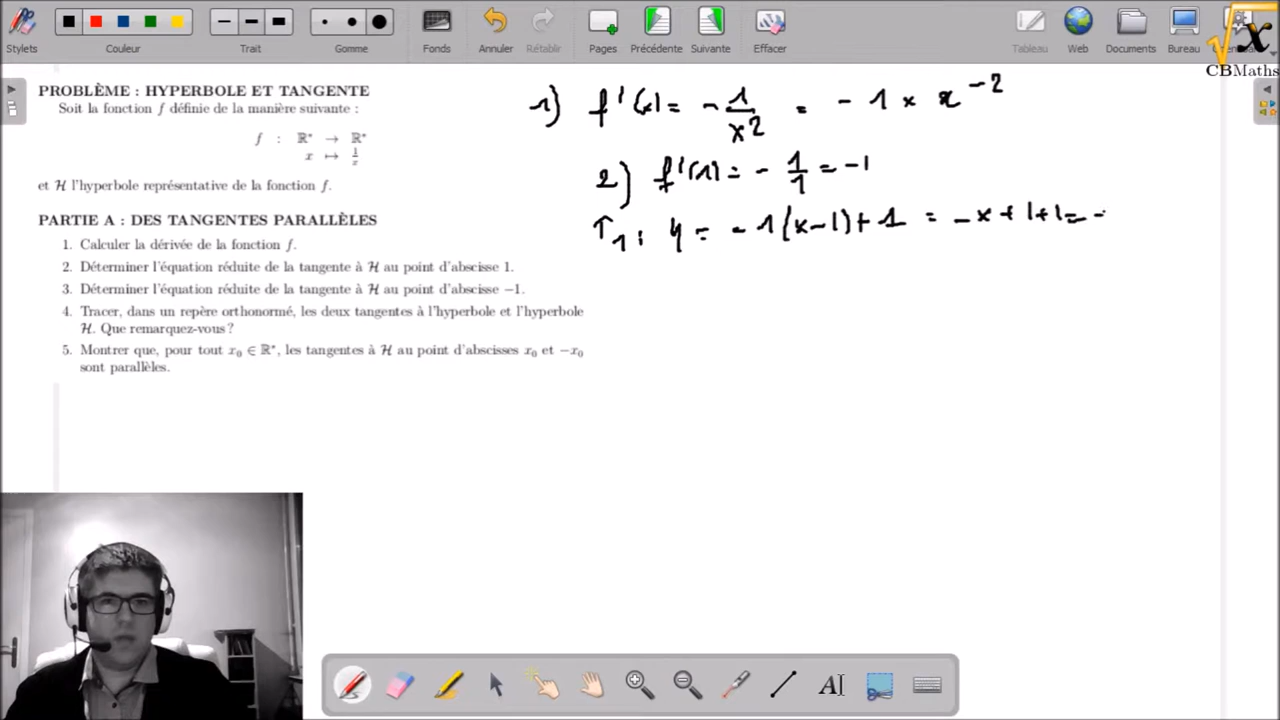 Stylets
Couleur
Trait
Gomme
Fonds
Annuler
Rétablir
Pages
Précédente
Suivante
Effacer
Tableau
Web
Documents
Bureau
CBMaths
PROBLÈME : HYPERBOLE ET TANGENTE
Soit la fonction f définie de la manière suivante :
f : ℝ* → ℝ*
x ↦ 1/x
et ℋ l'hyperbole représentative de la fonction f.
PARTIE A : DES TANGENTES PARALLÈLES
1. Calculer la dérivée de la fonction f.
2. Déterminer l'équation réduite de la tangente à ℋ au point d'abscisse 1.
3. Déterminer l'équation réduite de la tangente à ℋ au point d'abscisse −1.
4. Tracer, dans un repère orthonormé, les deux tangentes à l'hyperbole et l'hyperbole
ℋ. Que remarquez-vous ?
5. Montrer que, pour tout x₀ ∈ ℝ*, les tangentes à ℋ au point d'abscisses x₀ et −x₀
sont parallèles.
1) f'(x) = - 1/x² = - 1 × x⁻²
2) f'(1) = - 1/1 = -1
T₁ : y = -1(x-1)+1 = -x+1+1= -
AI